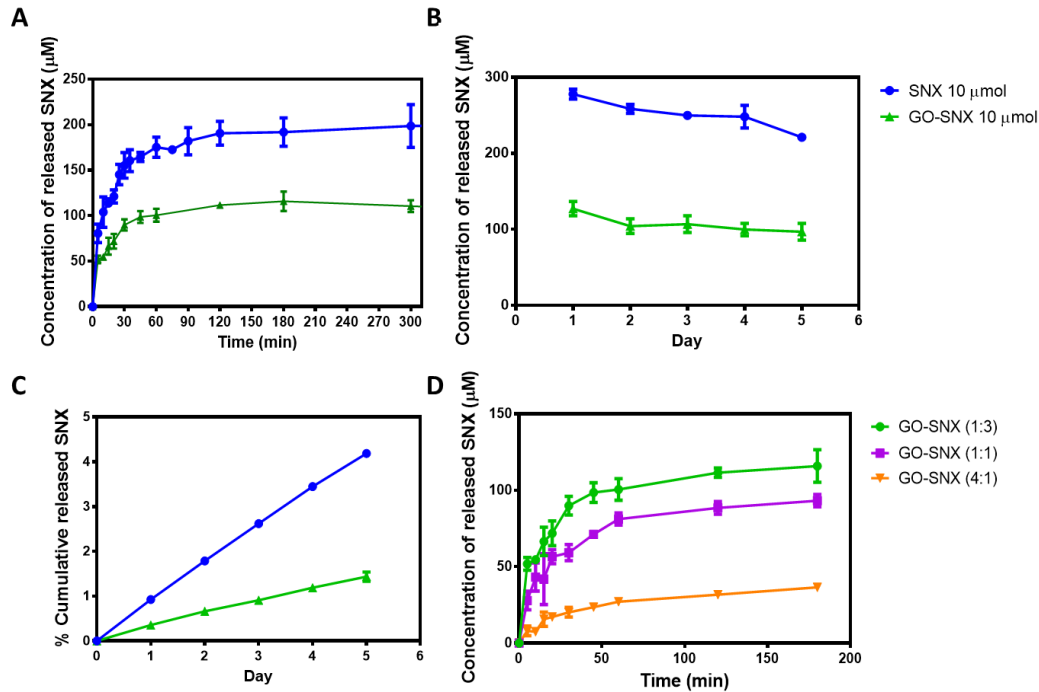 A
Concentration of released SNX (µM)
250
200
150
100
50
0
0 30 60 90 120 150 180 210 240 270 300
Time (min)
B
Concentration of released SNX (µM)
300
200
100
0
0 1 2 3 4 5 6
Day
SNX 10 µmol
GO-SNX 10 µmol
C
% Cumulative released SNX
5
4
3
2
1
0
0 1 2 3 4 5 6
Day
D
Concentration of released SNX (µM)
150
100
50
0
0 50 100 150 200
Time (min)
GO-SNX (1:3)
GO-SNX (1:1)
GO-SNX (4:1)